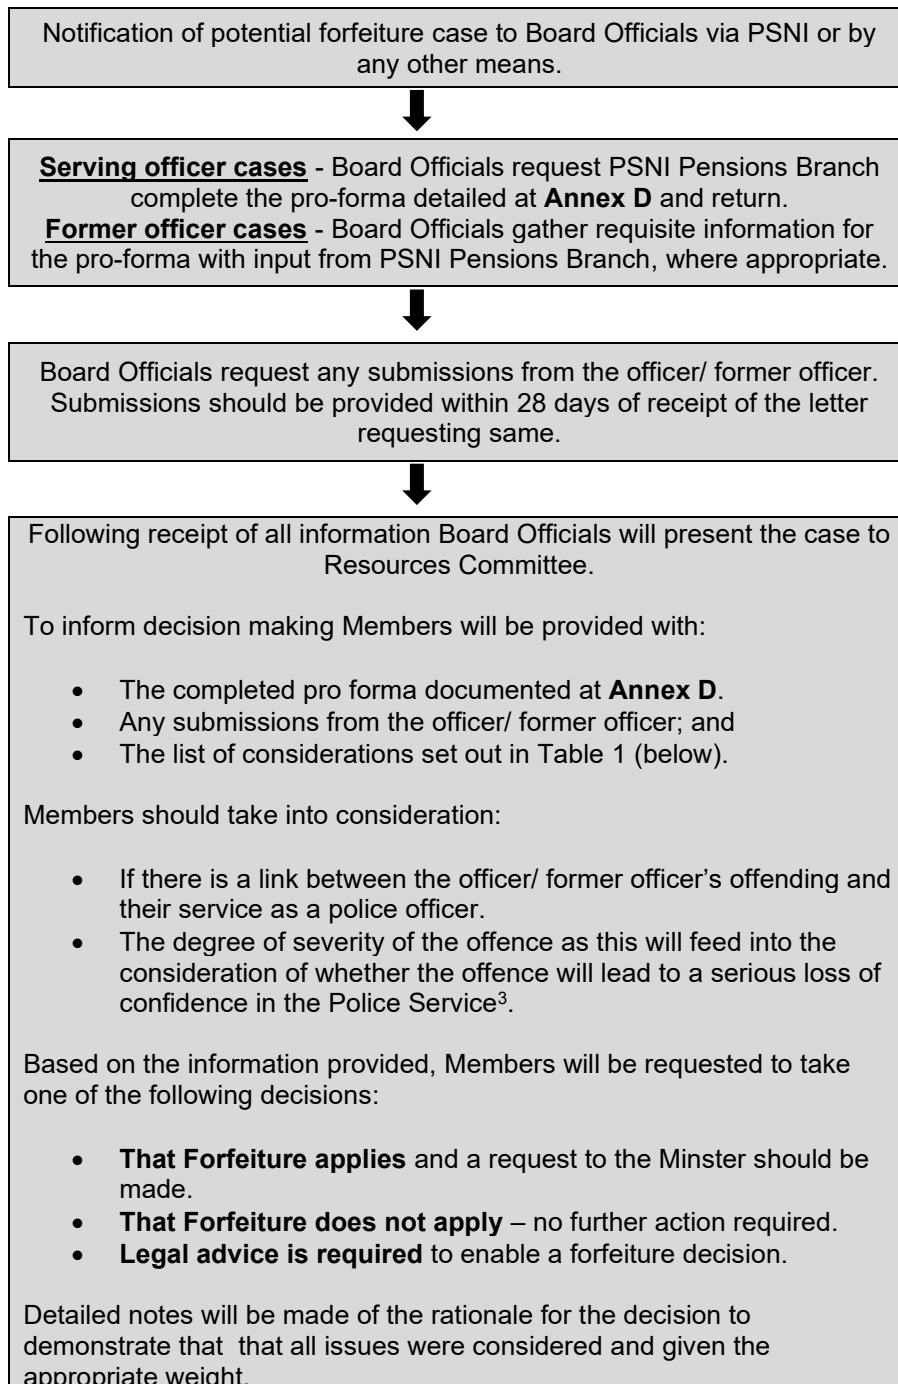 Notification of potential forfeiture case to Board Officials via PSNI or by
any other means.
Serving officer cases - Board Officials request PSNI Pensions Branch
complete the pro-forma detailed at Annex D and return.
Former officer cases - Board Officials gather requisite information for
the pro-forma with input from PSNI Pensions Branch, where appropriate.
Board Officials request any submissions from the officer/ former officer.
Submissions should be provided within 28 days of receipt of the letter
requesting same.
Following receipt of all information Board Officials will present the case to
Resources Committee.
To inform decision making Members will be provided with:
• The completed pro forma documented at Annex D.
• Any submissions from the officer/ former officer; and
• The list of considerations set out in Table 1 (below).
Members should take into consideration:
• If there is a link between the officer/ former officer's offending and
their service as a police officer.
• The degree of severity of the offence as this will feed into the
consideration of whether the offence will lead to a serious loss of
confidence in the Police Service³.
Based on the information provided, Members will be requested to take
one of the following decisions:
• That Forfeiture applies and a request to the Minster should be
made.
• That Forfeiture does not apply – no further action required.
• Legal advice is required to enable a forfeiture decision.
Detailed notes will be made of the rationale for the decision to
demonstrate that that all issues were considered and given the
appropriate weight.